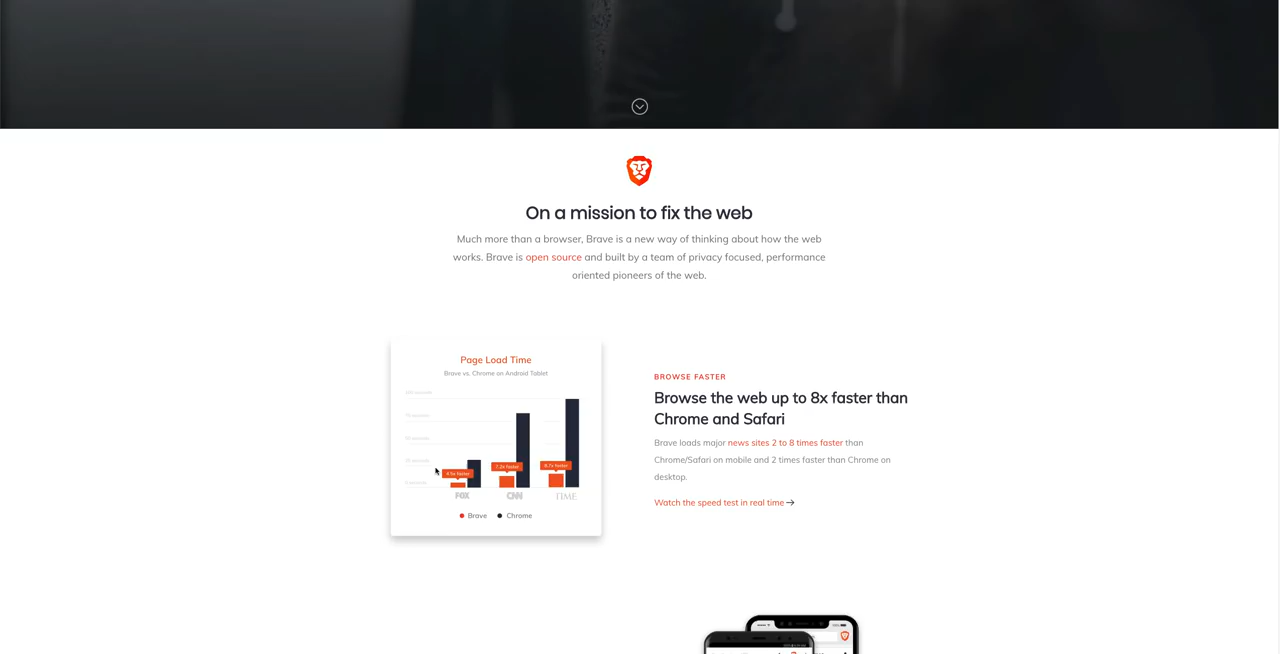 On a mission to fix the web
Much more than a browser, Brave is a new way of thinking about how the web
works. Brave is open source and built by a team of privacy focused, performance
oriented pioneers of the web.
Page Load Time
Brave vs. Chrome on Android Tablet
4.5x faster
7.2x faster
8.7x faster
FOX
CNN
TIME
Brave
Chrome
BROWSE FASTER
Browse the web up to 8x faster than
Chrome and Safari
Brave loads major news sites 2 to 8 times faster than
Chrome/Safari on mobile and 2 times faster than Chrome on
desktop.
Watch the speed test in real time →